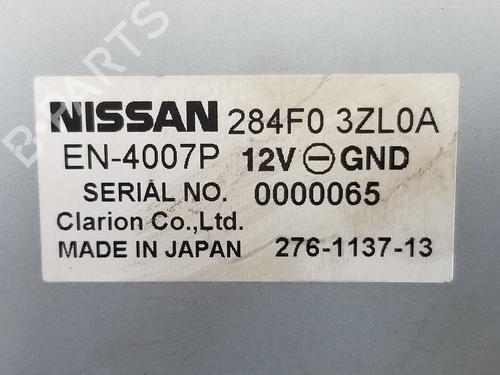 B-PARTS
NISSAN 284F0 3ZL0A
EN-4007P 12V ⊖ GND
SERIAL NO. 0000065
Clarion Co.,Ltd.
MADE IN JAPAN 276-1137-13